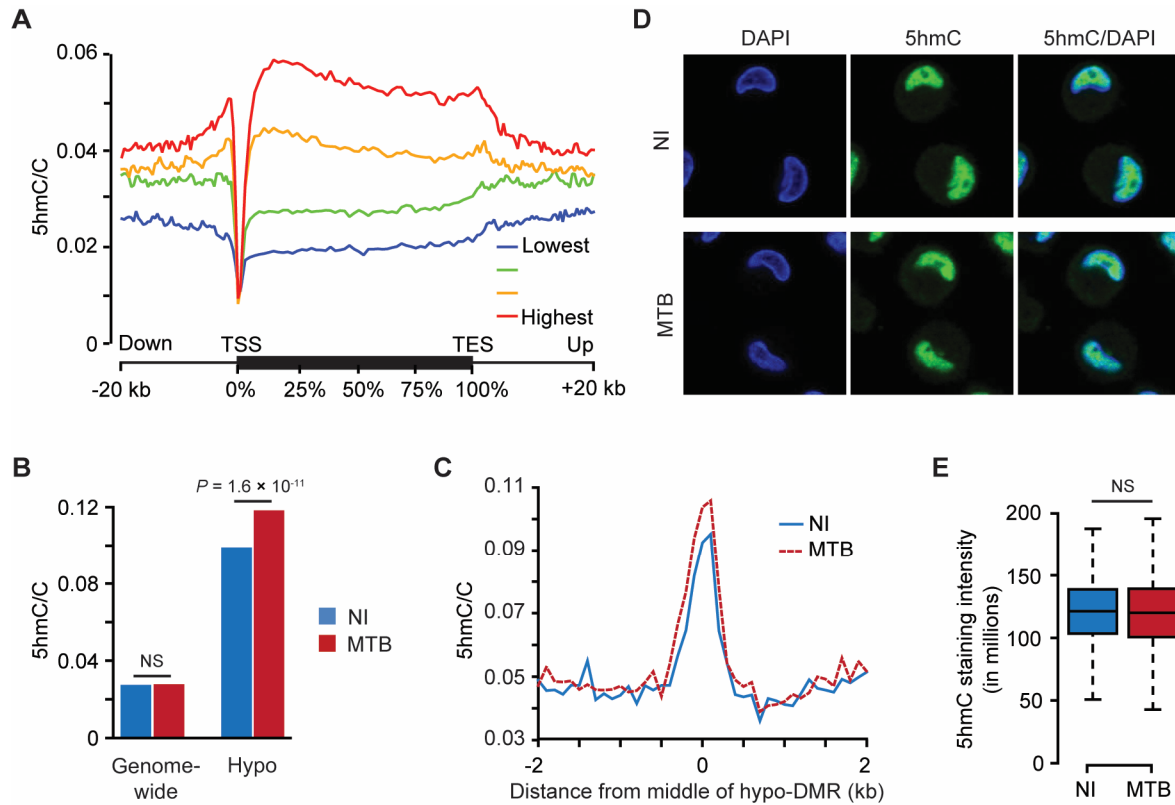 A
0.06
0.04
0.02
0
5hmC/C
Lowest
Highest
Down
TSS
TES
Up
-20 kb
0%
25%
50%
75%
100%
+20 kb
D
DAPI
5hmC
5hmC/DAPI
NI
MTB
B
P = 1.6 × 10⁻¹¹
0.12
0.08
0.04
0
5hmC/C
NS
NI
MTB
Genome-
wide
Hypo
C
0.11
0.09
0.07
0.05
0.03
5hmC/C
NI
MTB
-2
0
2
Distance from middle of hypo-DMR (kb)
E
NS
200
150
100
50
0
5hmC staining intensity
(in millions)
NI
MTB